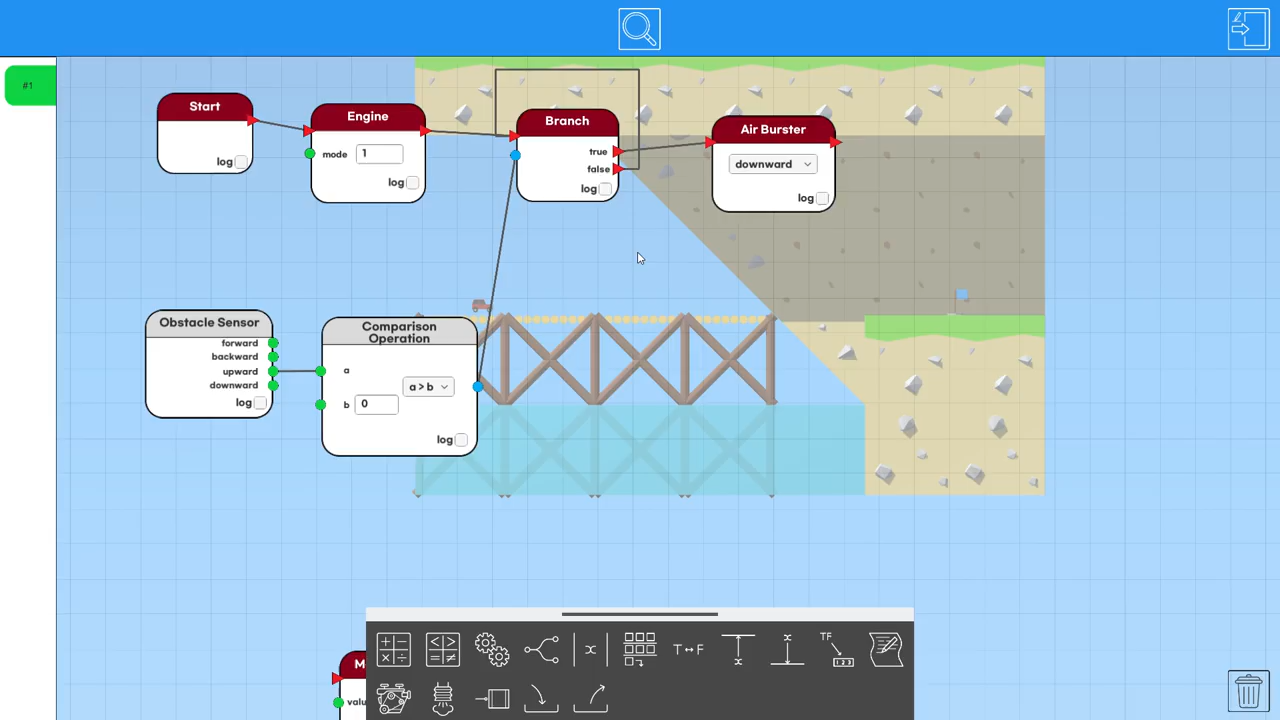 #1
Start
log
Engine
mode 1
log
Branch
true
false
log
Air Burster
downward
log
Obstacle Sensor
forward
backward
upward
downward
log
Comparison
Operation
a
a > b
b 0
log
T↔F
x
x
x
TF
123